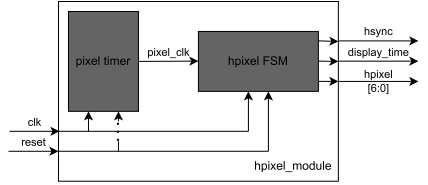 hsync
pixel_clk
display_time
pixel timer
hpixel FSM
hpixel
[6:0]
clk
reset
hpixel_module